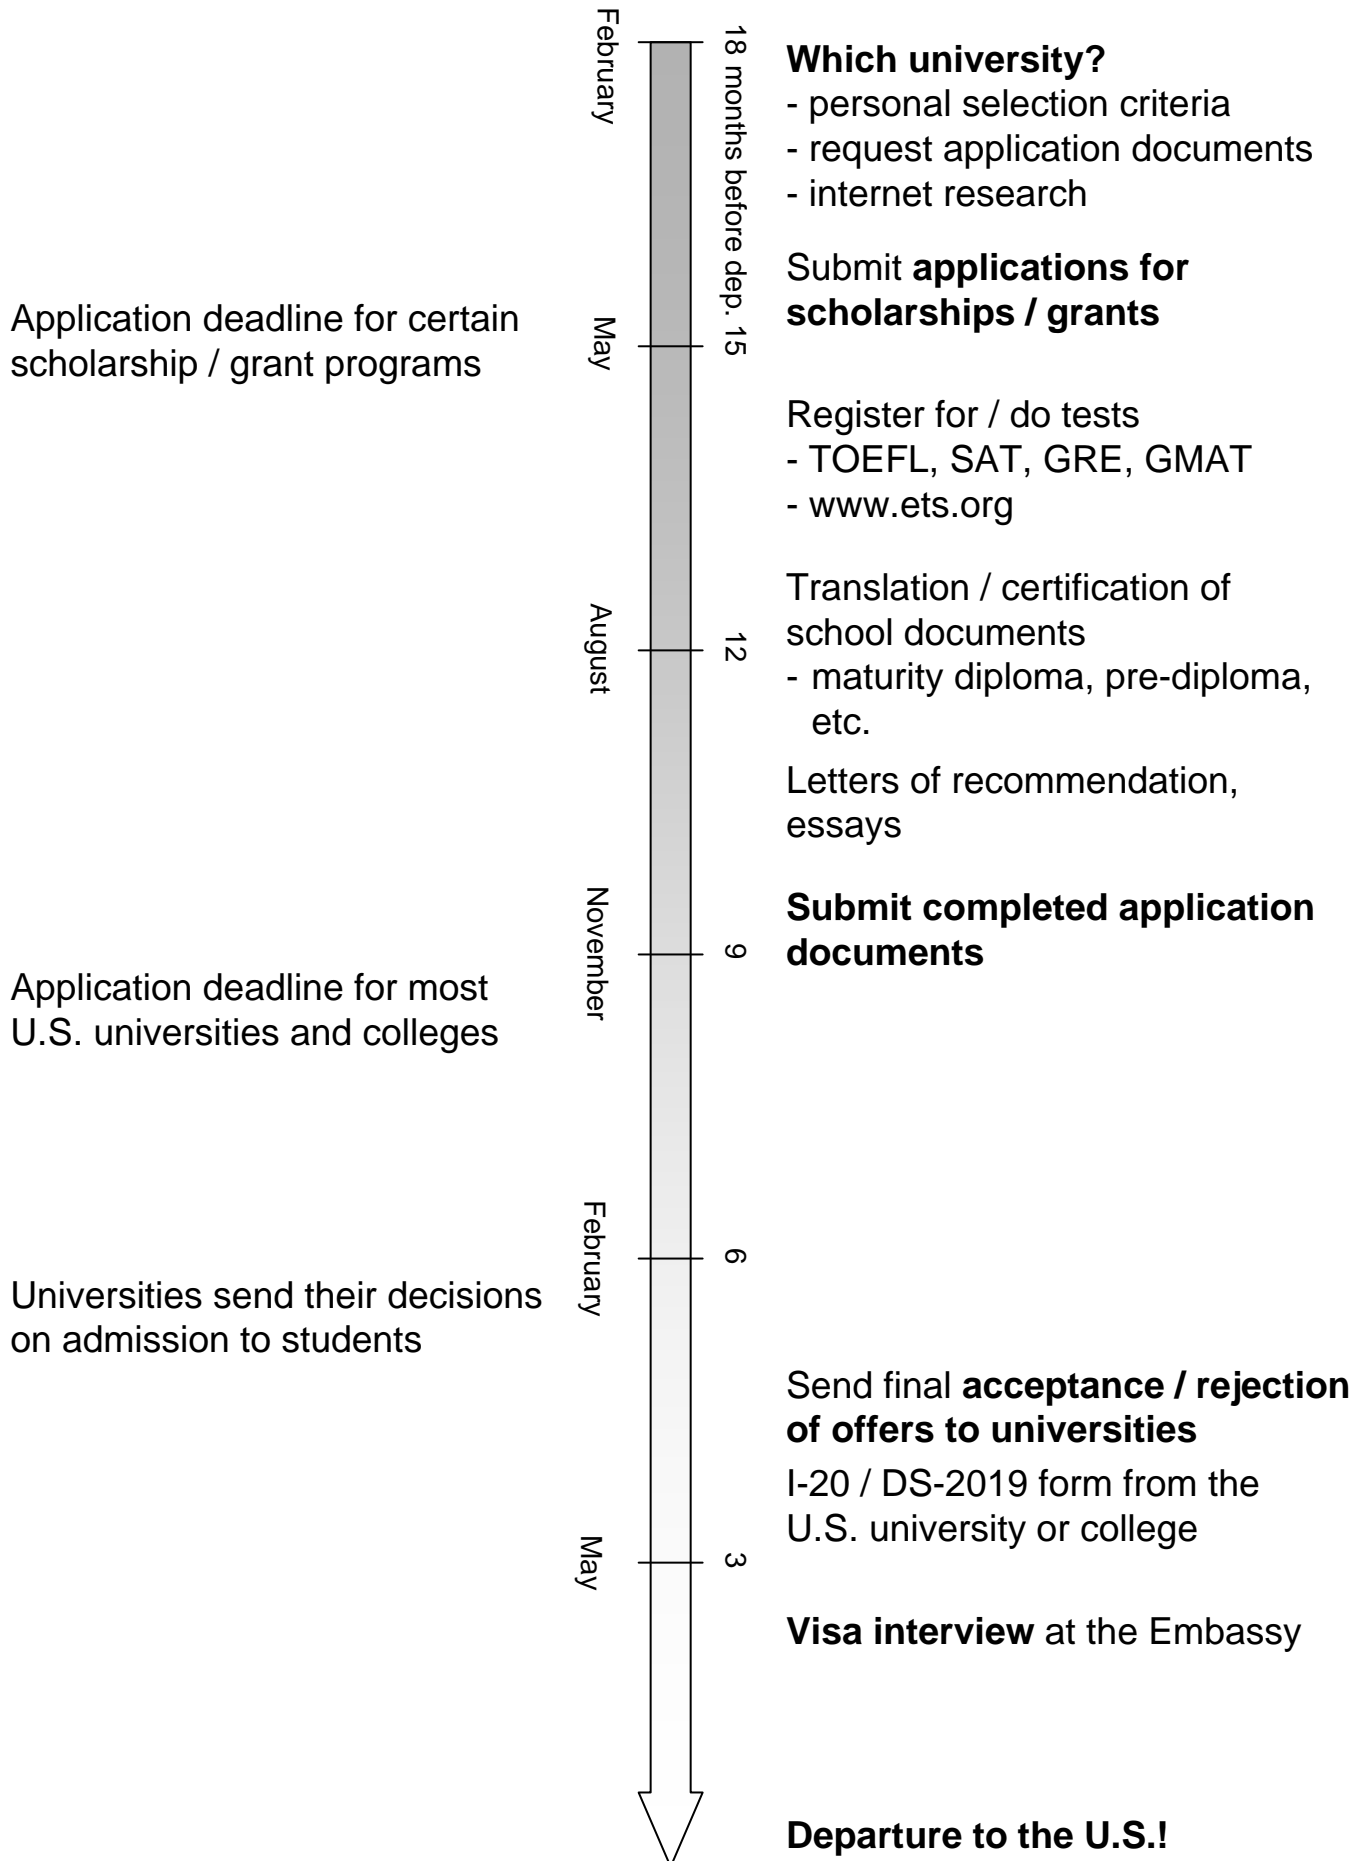 February
18 months before dep.
Which university?
- personal selection criteria
- request application documents
- internet research
Submit applications for
scholarships / grants
Application deadline for certain
scholarship / grant programs
May
15
Register for / do tests
- TOEFL, SAT, GRE, GMAT
- www.ets.org
August
12
Translation / certification of
school documents
- maturity diploma, pre-diploma,
etc.
Letters of recommendation,
essays
November
9
Submit completed application
documents
Application deadline for most
U.S. universities and colleges
February
6
Universities send their decisions
on admission to students
Send final acceptance / rejection
of offers to universities
I-20 / DS-2019 form from the
U.S. university or college
May
3
Visa interview at the Embassy
Departure to the U.S.!